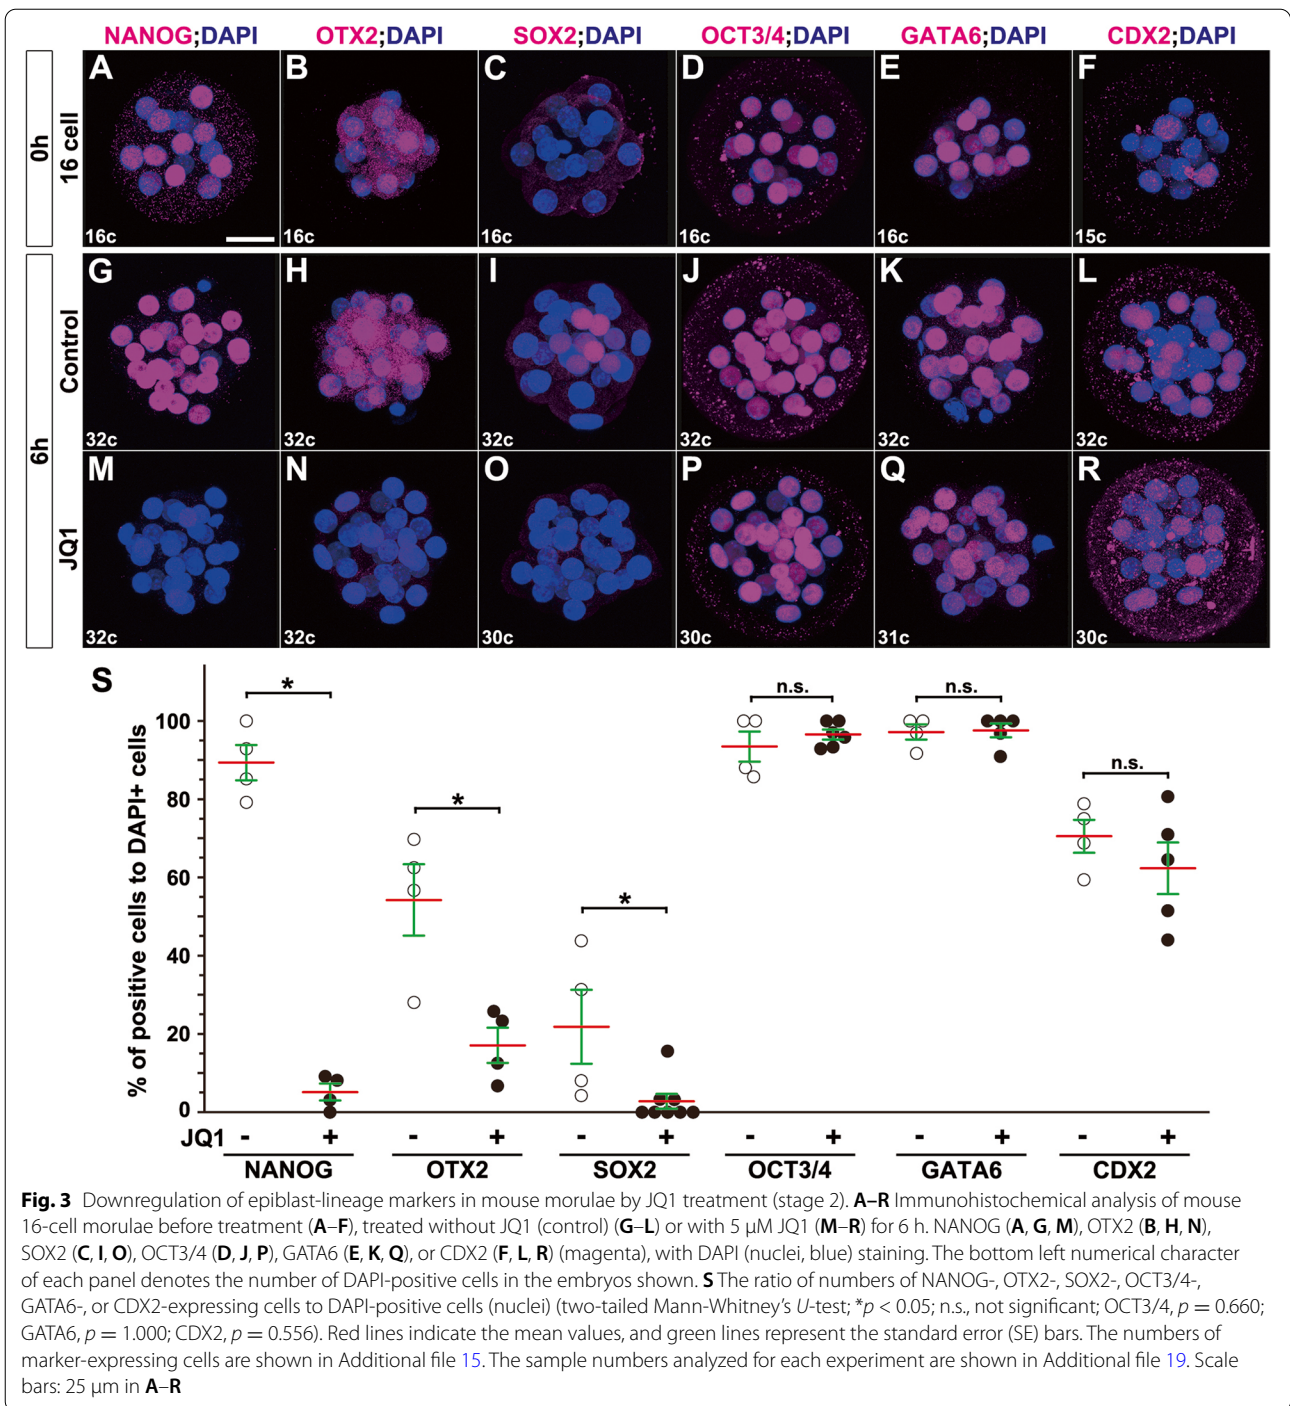 NANOG;DAPI OTX2;DAPI SOX2;DAPI OCT3/4;DAPI GATA6;DAPI CDX2;DAPI
0h
16 cell
A B C D E F
16c 16c 16c 16c 16c 15c
6h
Control
G H I J K L
32c 32c 32c 32c 32c 32c
JQ1
M N O P Q R
32c 32c 30c 30c 31c 30c
S
% of positive cells to DAPI+ cells
100
80
60
40
20
0
* * * n.s. n.s. n.s.
JQ1 - + - + - + - + - + - +
NANOG OTX2 SOX2 OCT3/4 GATA6 CDX2
Fig. 3 Downregulation of epiblast-lineage markers in mouse morulae by JQ1 treatment (stage 2). A–R Immunohistochemical analysis of mouse
16-cell morulae before treatment (A–F), treated without JQ1 (control) (G–L) or with 5 μM JQ1 (M–R) for 6 h. NANOG (A, G, M), OTX2 (B, H, N),
SOX2 (C, I, O), OCT3/4 (D, J, P), GATA6 (E, K, Q), or CDX2 (F, L, R) (magenta), with DAPI (nuclei, blue) staining. The bottom left numerical character
of each panel denotes the number of DAPI-positive cells in the embryos shown. S The ratio of numbers of NANOG-, OTX2-, SOX2-, OCT3/4-,
GATA6-, or CDX2-expressing cells to DAPI-positive cells (nuclei) (two-tailed Mann-Whitney's U-test; *p < 0.05; n.s., not significant; OCT3/4, p = 0.660;
GATA6, p = 1.000; CDX2, p = 0.556). Red lines indicate the mean values, and green lines represent the standard error (SE) bars. The numbers of
marker-expressing cells are shown in Additional file 15. The sample numbers analyzed for each experiment are shown in Additional file 19. Scale
bars: 25 μm in A–R